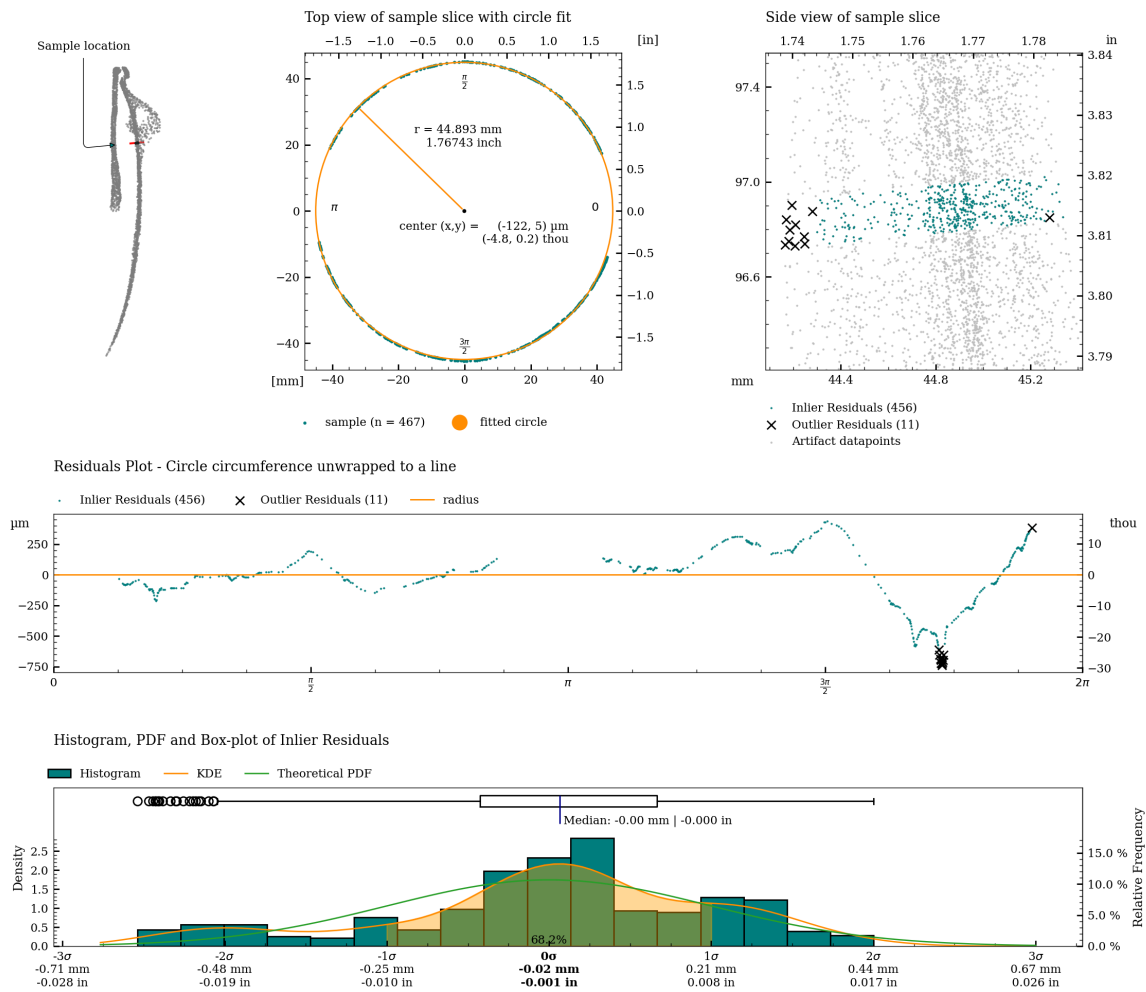 Sample location
Top view of sample slice with circle fit
−1.5 −1.0 −0.5 0.0 0.5 1.0 1.5 [in]
40 20 0 −20 −40
1.5 1.0 0.5 0.0 −0.5 −1.0 −1.5
π/2
r = 44.893 mm
1.76743 inch
π 0
center (x,y) = (-122, 5) µm
(-4.8, 0.2) thou
3π/2
[mm] −40 −20 0 20 40
sample (n = 467) fitted circle
Side view of sample slice
1.74 1.75 1.76 1.77 1.78 in
97.4 97.0 96.6
3.84 3.83 3.82 3.81 3.80 3.79
mm 44.4 44.8 45.2
Inlier Residuals (456)
Outlier Residuals (11)
Artifact datapoints
Residuals Plot - Circle circumference unwrapped to a line
Inlier Residuals (456) Outlier Residuals (11) radius
µm thou
250 0 −250 −500 −750
10 0 −10 −20 −30
0 π/2 π 3π/2 2π
Histogram, PDF and Box-plot of Inlier Residuals
Histogram KDE Theoretical PDF
Median: -0.00 mm | -0.000 in
Density
2.5 2.0 1.5 1.0 0.5 0.0
Relative Frequency
15.0 % 10.0 % 5.0 % 0.0 %
68.2%
-3σ -2σ -1σ 0σ 1σ 2σ 3σ
-0.71 mm -0.48 mm -0.25 mm -0.02 mm 0.21 mm 0.44 mm 0.67 mm
-0.028 in -0.019 in -0.010 in -0.001 in 0.008 in 0.017 in 0.026 in